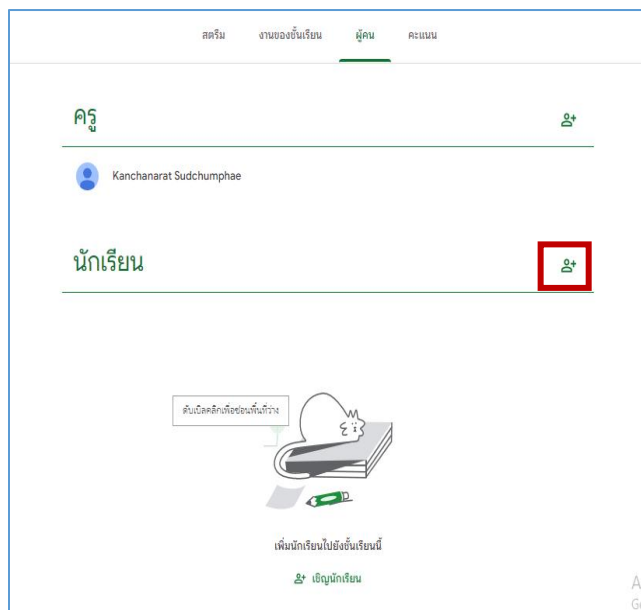 สตรีม งานของชั้นเรียน ผู้คน คะแนน
ครู
Kanchanarat Sudchumphae
นักเรียน
ดับเบิลคลิกเพื่อซ่อนพื้นที่ว่าง
เพิ่มนักเรียนไปยังชั้นเรียนนี้
เชิญนักเรียน